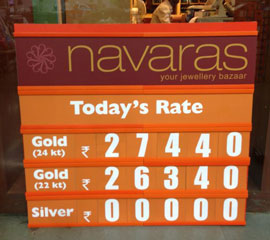 navaras
your jewellery bazaar
Today's Rate
Gold (24 kt) ₹ 27440
Gold (22 kt) ₹ 26340
Silver ₹ 00000